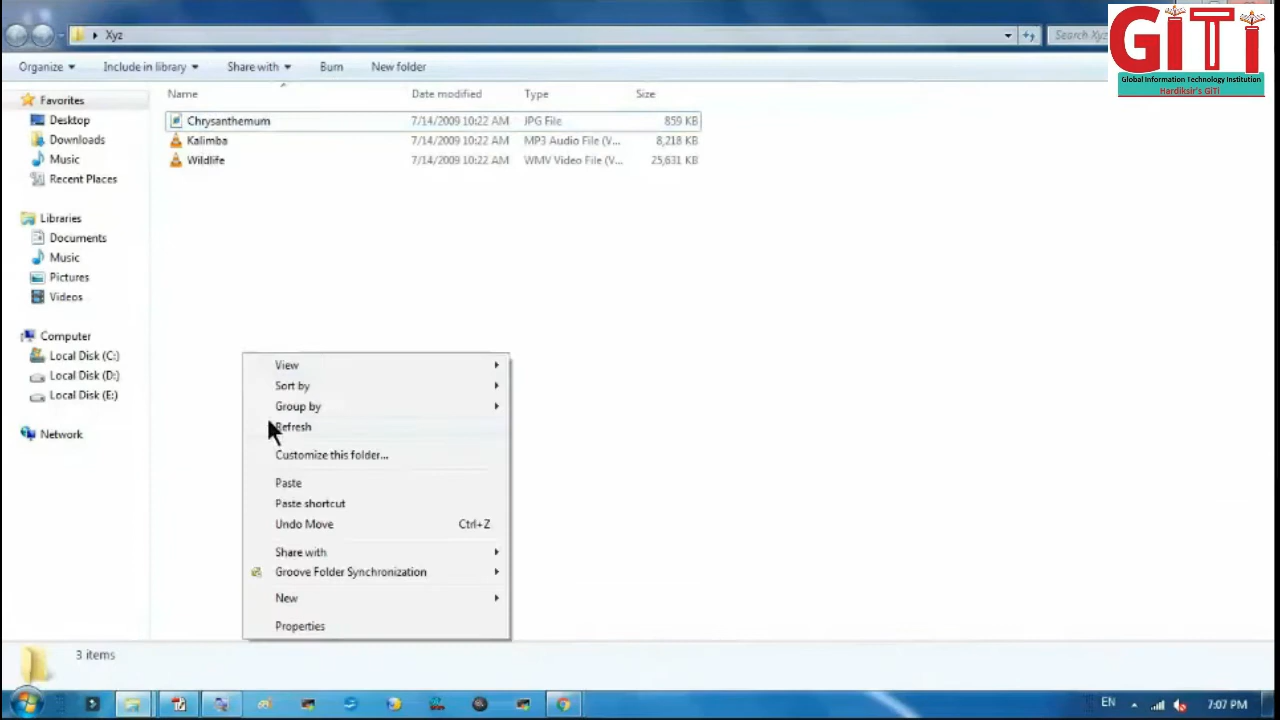 Xyz
Search Xyz
GiTi
Global Information Technology Institution
Hardiksir's GiTi
Organize
Include in library
Share with
Burn
New folder
Name
Date modified
Type
Size
Favorites
Desktop
Downloads
Music
Recent Places
Libraries
Documents
Music
Pictures
Videos
Computer
Local Disk (C:)
Local Disk (D:)
Local Disk (E:)
Network
Chrysanthemum 7/14/2009 10:22 AM JPG File 859 KB
Kalimba 7/14/2009 10:22 AM MP3 Audio File (V... 8,218 KB
Wildlife 7/14/2009 10:22 AM WMV Video File (V... 25,631 KB
View
Sort by
Group by
Refresh
Customize this folder...
Paste
Paste shortcut
Undo Move Ctrl+Z
Share with
Groove Folder Synchronization
New
Properties
3 items
EN
7:07 PM